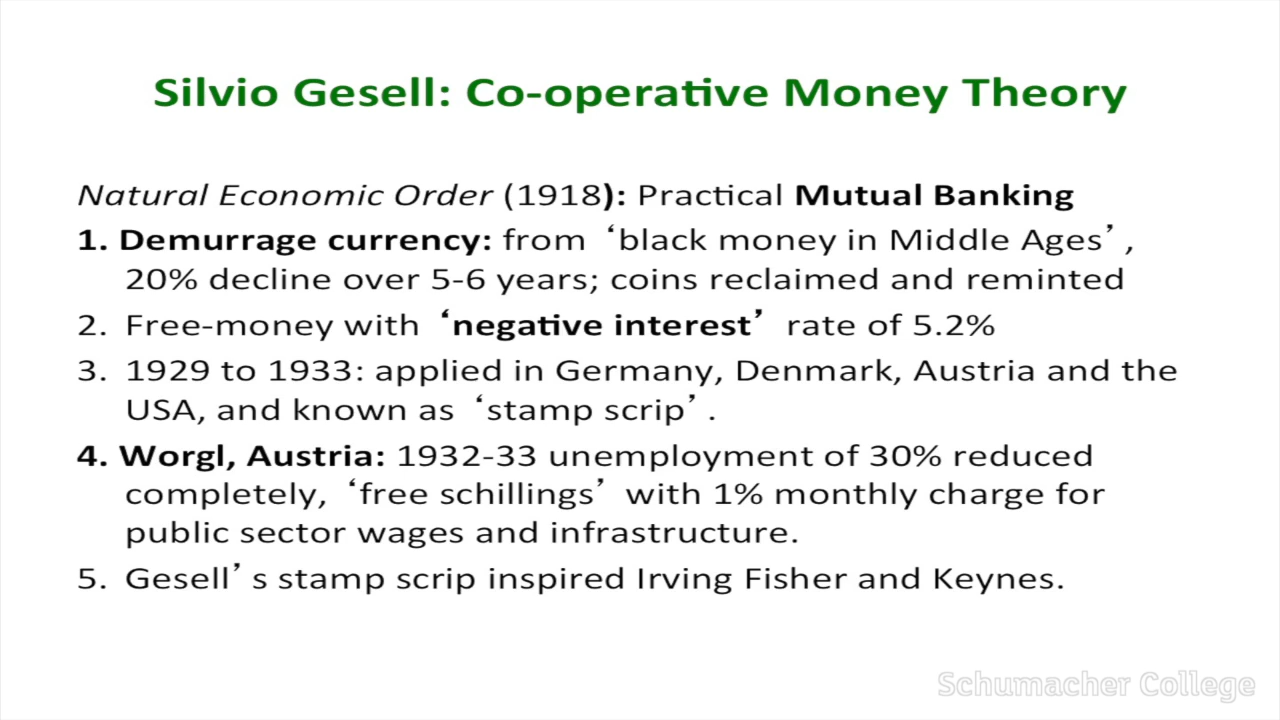 Silvio Gesell: Co-operative Money Theory
Natural Economic Order (1918): Practical Mutual Banking
1. Demurrage currency: from ‘black money in Middle Ages’,
20% decline over 5-6 years; coins reclaimed and reminted
2. Free-money with ‘negative interest’ rate of 5.2%
3. 1929 to 1933: applied in Germany, Denmark, Austria and the
USA, and known as ‘stamp scrip’.
4. Worgl, Austria: 1932-33 unemployment of 30% reduced
completely, ‘free schillings’ with 1% monthly charge for
public sector wages and infrastructure.
5. Gesell’s stamp scrip inspired Irving Fisher and Keynes.
Schumacher College